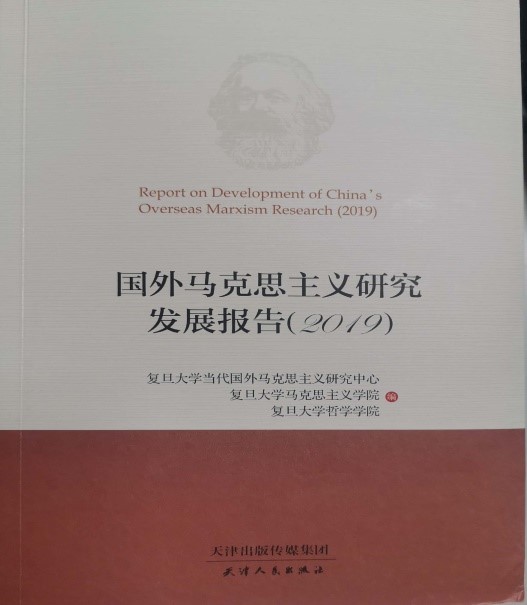 Report on Development of China's
Overseas Marxism Research (2019)
国外马克思主义研究
发展报告(2019)
复旦大学当代国外马克思主义研究中心
复旦大学马克思主义学院 编
复旦大学哲学学院
天津出版传媒集团
天津人民出版社